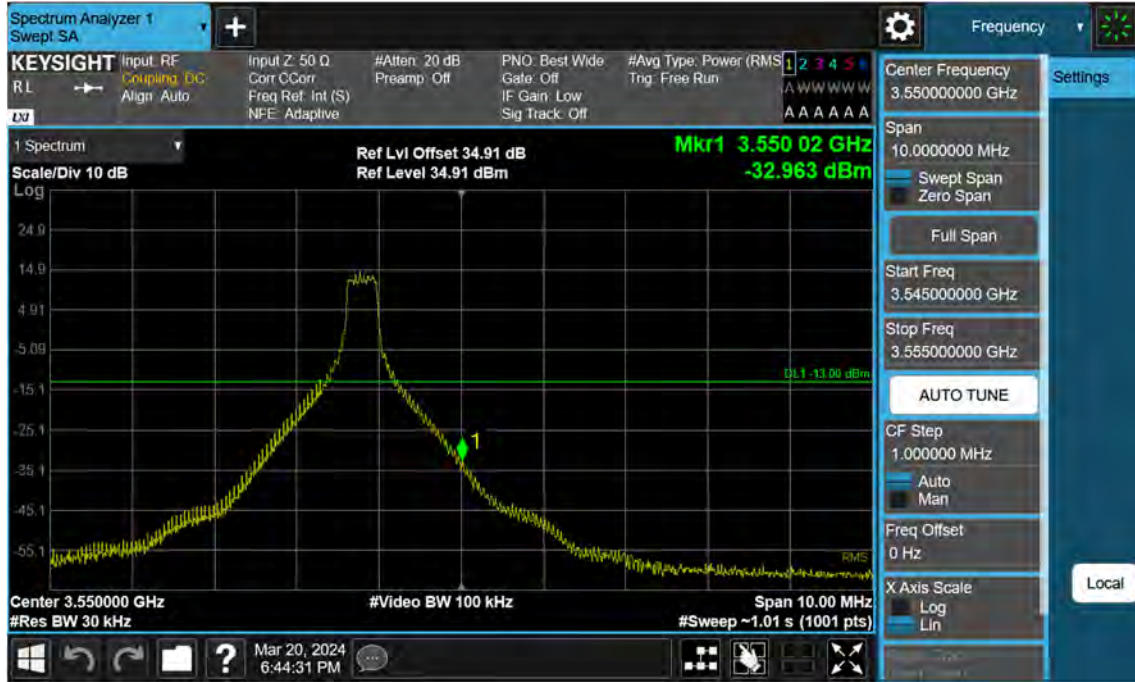 Spectrum Analyzer 1
Swept SA
+
Frequency
KEYSIGHT
RL
LXI
Input: RF
Coupling: DC
Align: Auto
Input Z: 50 Ω
Corr CCorr
Freq Ref: Int (S)
NFE: Adaptive
#Atten: 20 dB
Preamp: Off
PNO: Best Wide
Gate: Off
IF Gain: Low
Sig Track: Off
#Avg Type: Power (RMS
Trig: Free Run
1 2 3 4 5 6
A W W W W W
A A A A A A
1 Spectrum
Scale/Div 10 dB
Ref Lvl Offset 34.91 dB
Ref Level 34.91 dBm
Mkr1 3.550 02 GHz
-32.963 dBm
Log
24.9
14.9
4.91
-5.09
-15.1
-25.1
-35.1
-45.1
-55.1
DL1 -13.00 dBm
1
RMS
Center 3.550000 GHz
#Video BW 100 kHz
Span 10.00 MHz
#Res BW 30 kHz
#Sweep ~1.01 s (1001 pts)
?
Mar 20, 2024
6:44:31 PM
Center Frequency
3.550000000 GHz
Settings
Span
10.0000000 MHz
Swept Span
Zero Span
Full Span
Start Freq
3.545000000 GHz
Stop Freq
3.555000000 GHz
AUTO TUNE
CF Step
1.000000 MHz
Auto
Man
Freq Offset
0 Hz
X Axis Scale
Log
Lin
Local